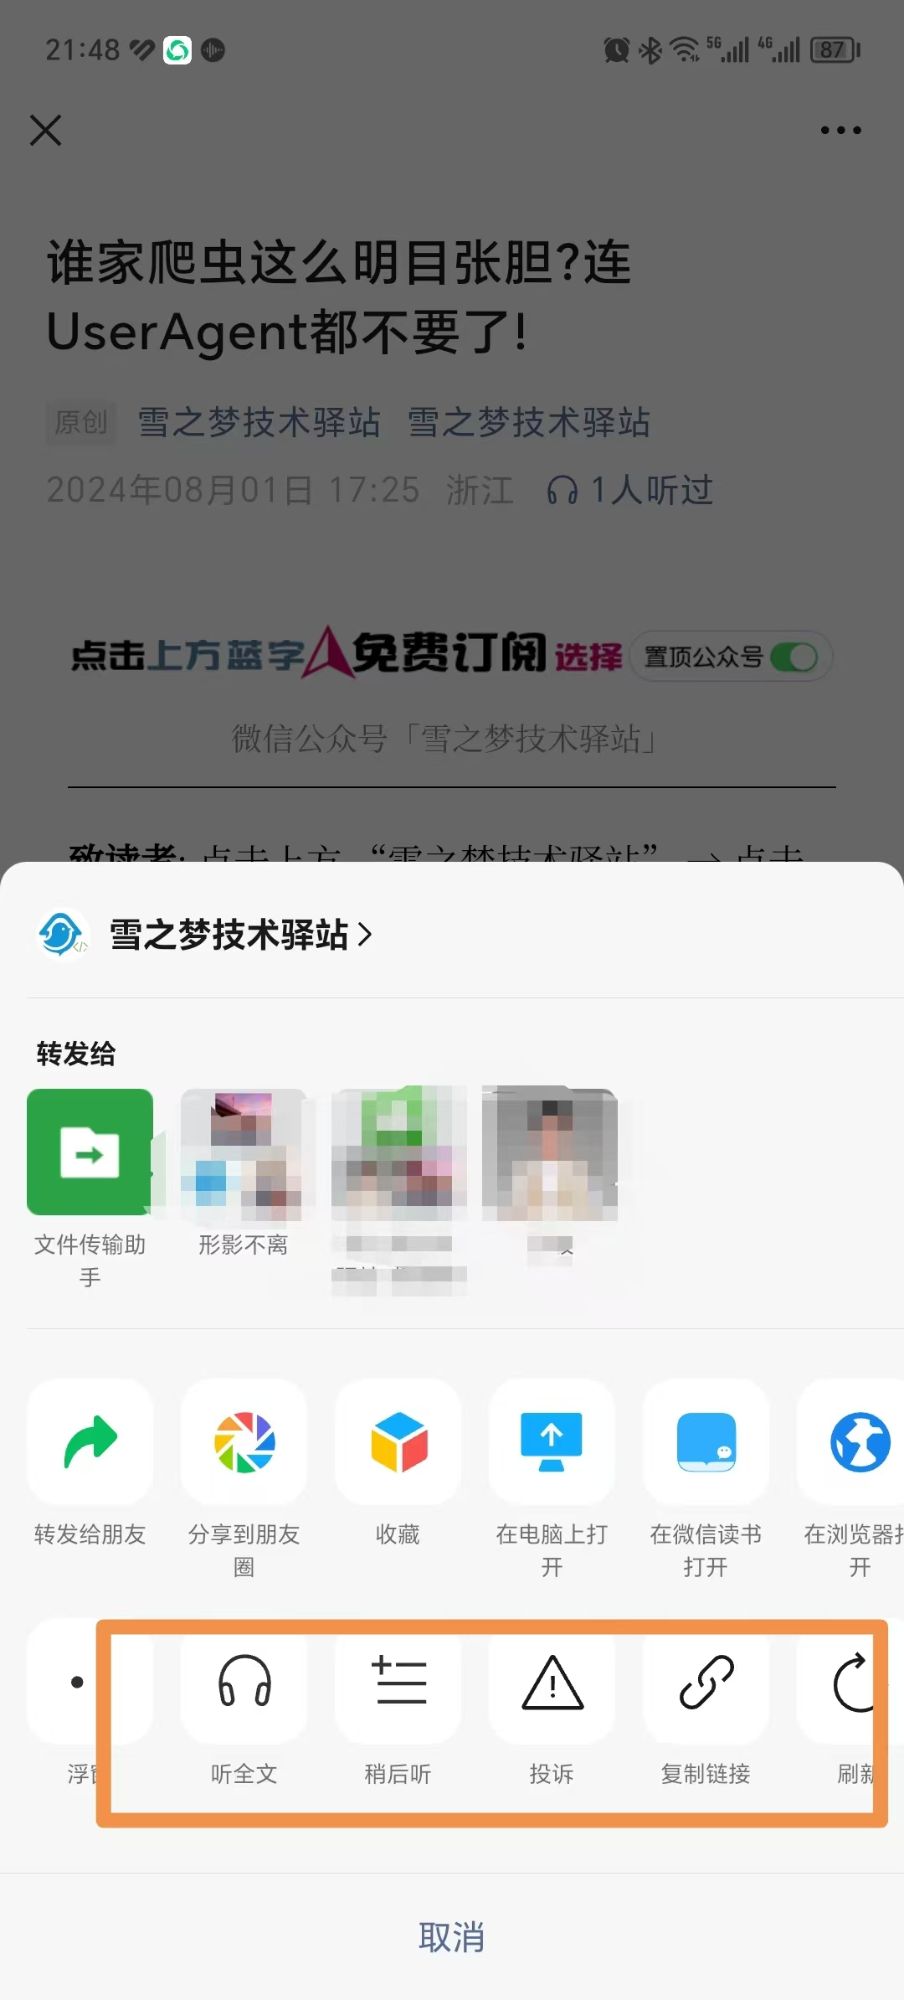 21:48
5G
4G
87
谁家爬虫这么明目张胆?连
UserAgent都不要了!
原创 雪之梦技术驿站 雪之梦技术驿站
2024年08月01日 17:25 浙江 1人听过
点击上方蓝字 免费订阅 选择 置顶公众号
微信公众号「雪之梦技术驿站」
致读者: 点击上方 “雪之梦技术驿站” → 点击
雪之梦技术驿站
转发给
文件传输助
手
形影不离
转发给朋友
分享到朋友
圈
收藏
在电脑上打
开
在微信读书
打开
在浏览器打
开
浮窗
听全文
稍后听
投诉
复制链接
刷新
取消